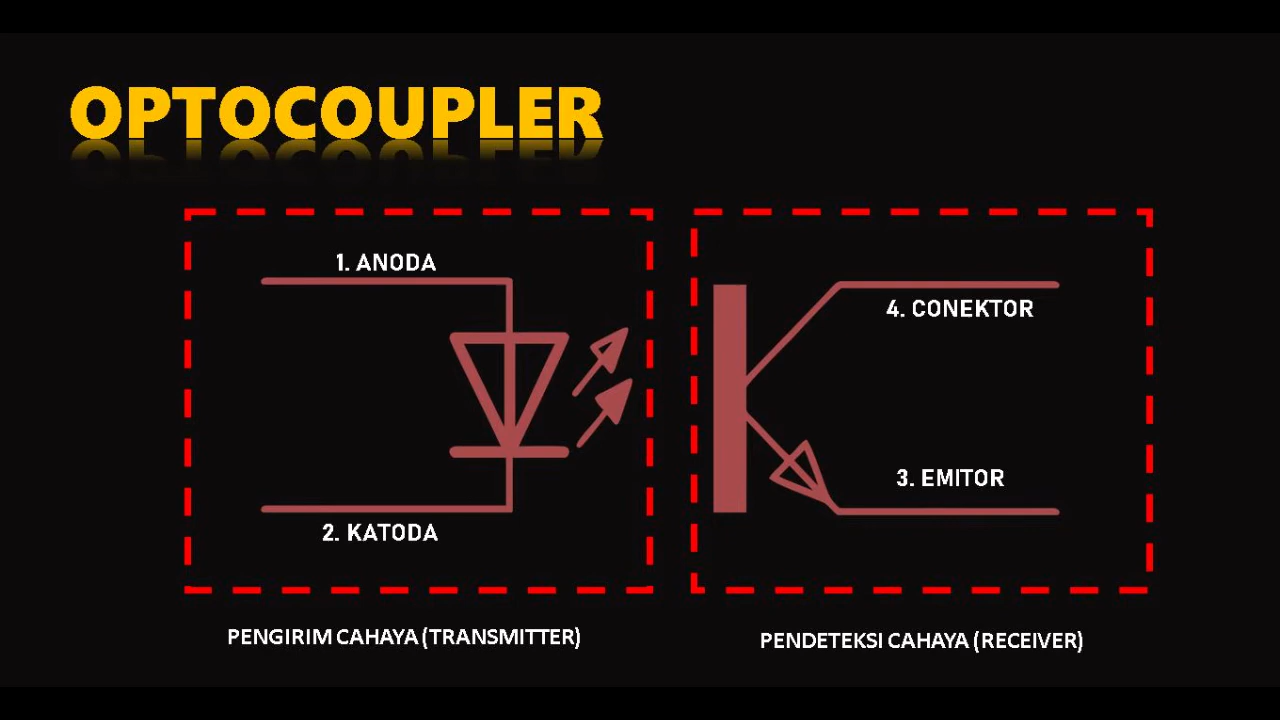 OPTOCOUPLER
1. ANODA
4. CONEKTOR
3. EMITOR
2. KATODA
PENGIRIM CAHAYA (TRANSMITTER)
PENDETEKSI CAHAYA (RECEIVER)